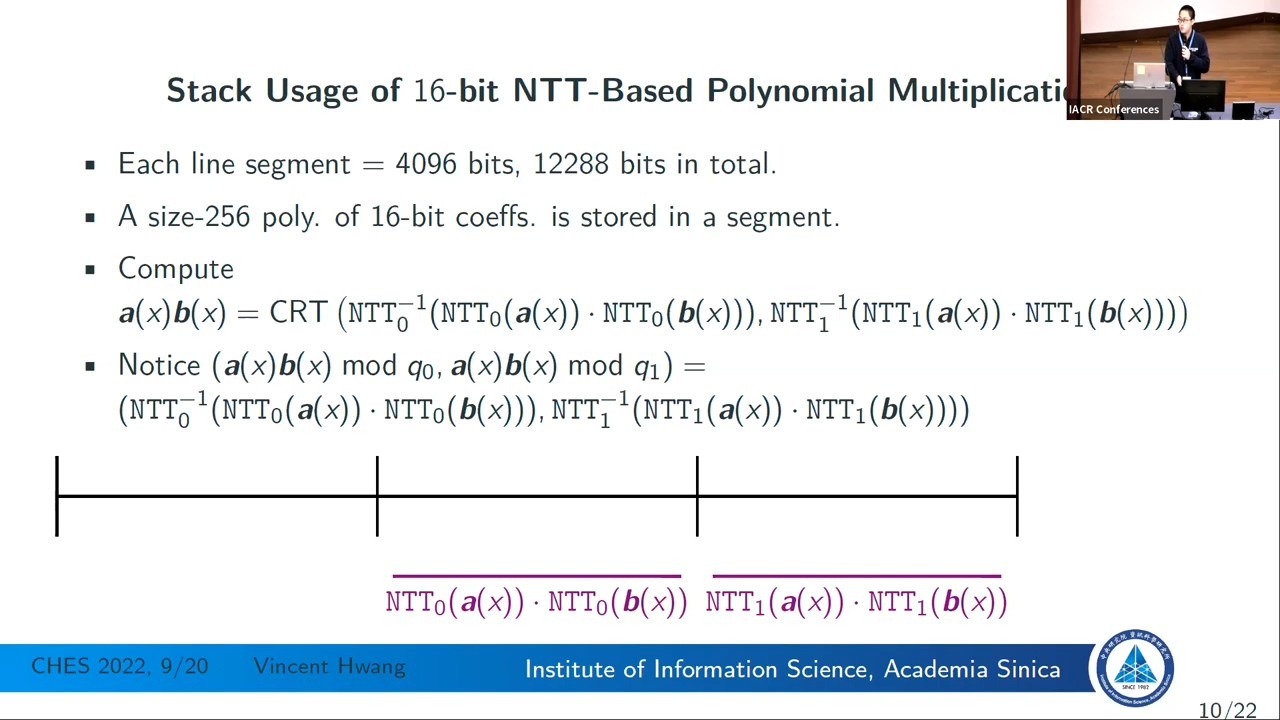 Stack Usage of 16-bit NTT-Based Polynomial Multiplicatio
IACR Conferences
▪ Each line segment = 4096 bits, 12288 bits in total.
▪ A size-256 poly. of 16-bit coeffs. is stored in a segment.
▪ Compute
a(x)b(x) = CRT (NTT₀⁻¹(NTT₀(a(x)) · NTT₀(b(x))), NTT₁⁻¹(NTT₁(a(x)) · NTT₁(b(x))))
▪ Notice (a(x)b(x) mod q₀, a(x)b(x) mod q₁) =
(NTT₀⁻¹(NTT₀(a(x)) · NTT₀(b(x))), NTT₁⁻¹(NTT₁(a(x)) · NTT₁(b(x))))
NTT₀(a(x)) · NTT₀(b(x)) NTT₁(a(x)) · NTT₁(b(x))
CHES 2022, 9/20 Vincent Hwang Institute of Information Science, Academia Sinica
SINCE 1982
10/22